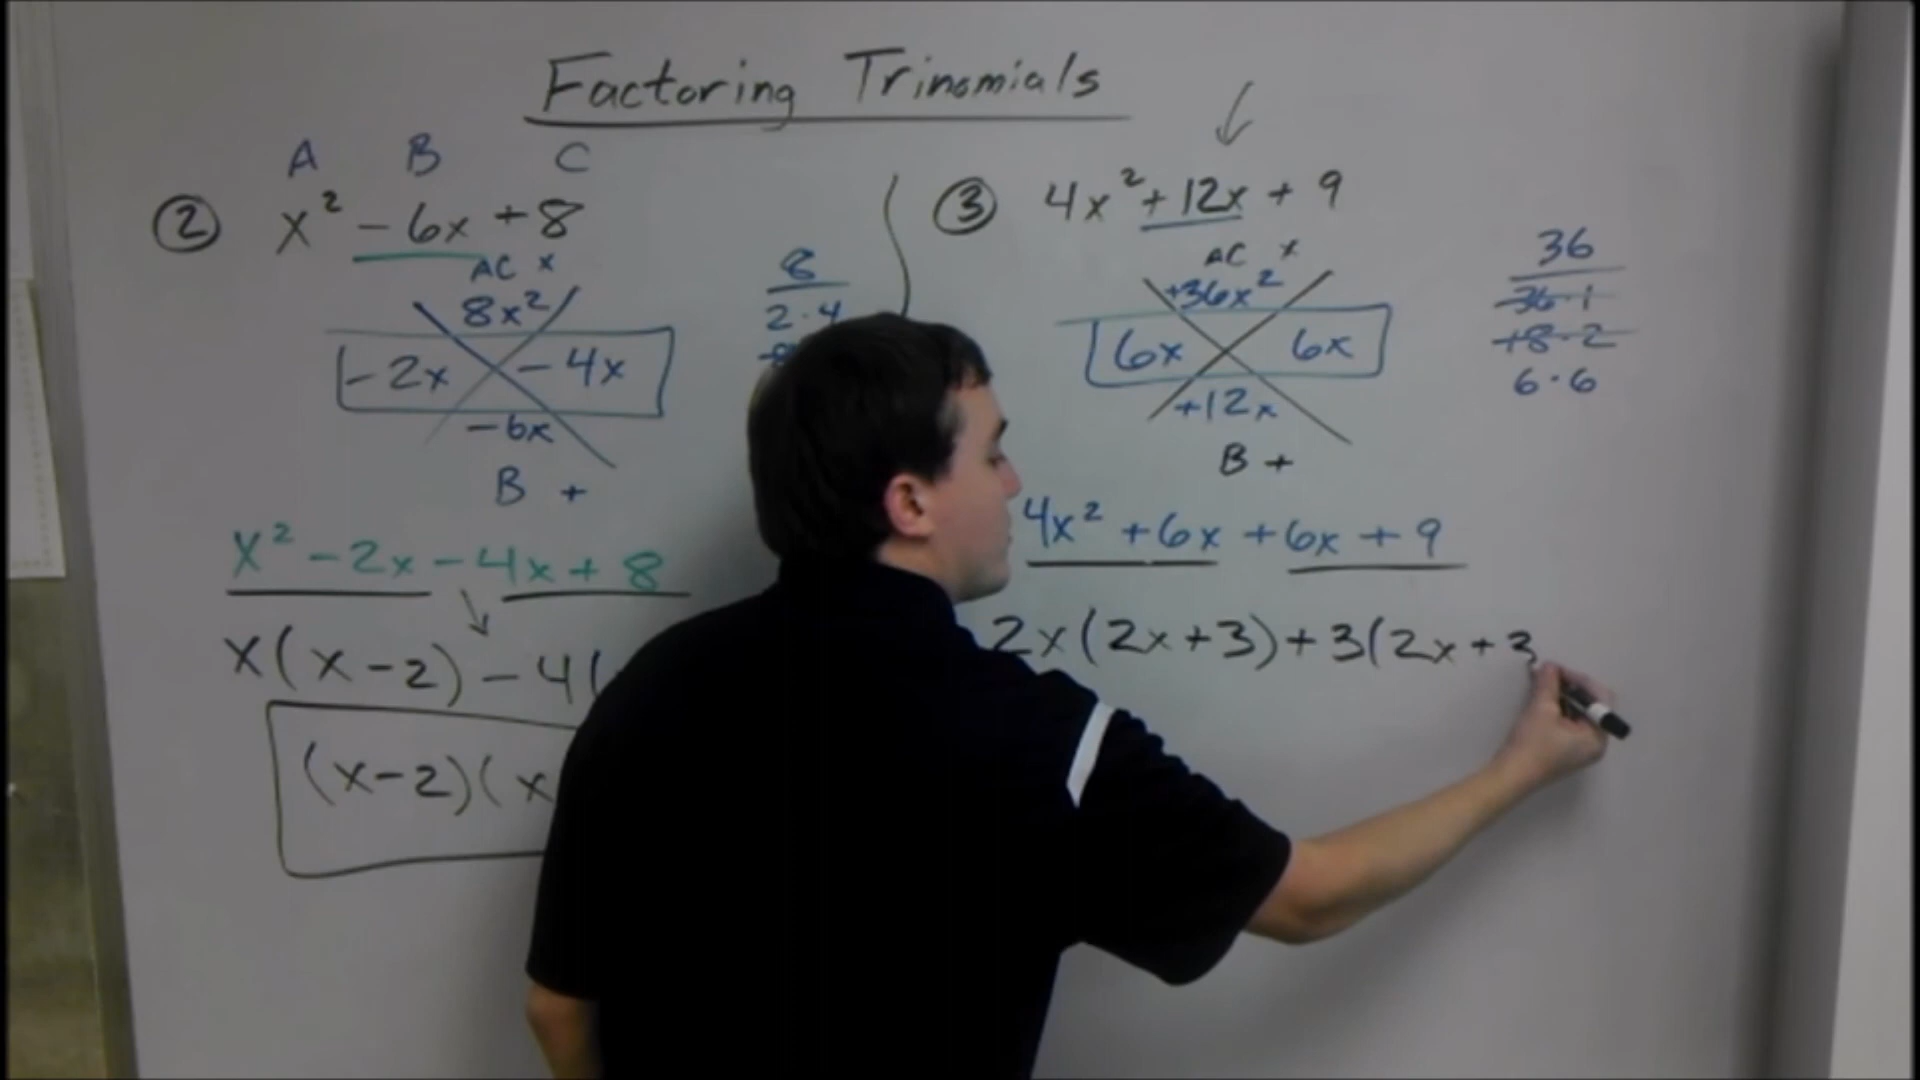 Factoring Trinomials
A B C
② x² - 6x + 8
AC x
8x²
-2x -4x
-6x
B +
8
2 · 4
x² - 2x - 4x + 8
x(x-2) - 4(
(x-2)(x
③ 4x² + 12x + 9
AC x
+36x²
6x 6x
+12x
B +
36
36·1
18·2
6·6
4x² + 6x + 6x + 9
2x(2x+3) + 3(2x+3